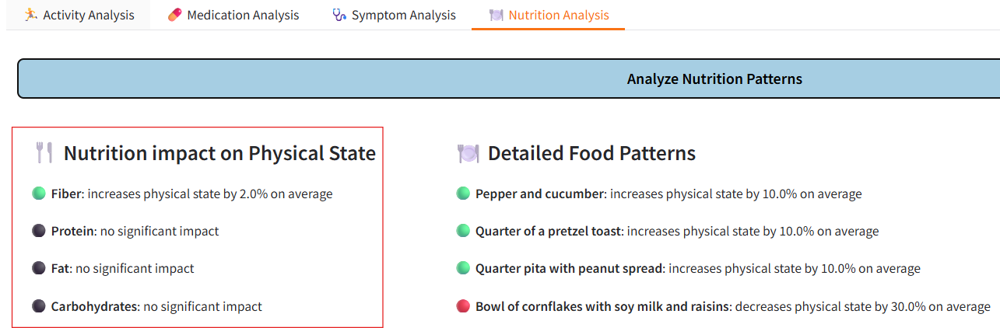 Activity Analysis
Medication Analysis
Symptom Analysis
Nutrition Analysis
Analyze Nutrition Patterns
Nutrition impact on Physical State
Fiber: increases physical state by 2.0% on average
Protein: no significant impact
Fat: no significant impact
Carbohydrates: no significant impact
Detailed Food Patterns
Pepper and cucumber: increases physical state by 10.0% on average
Quarter of a pretzel toast: increases physical state by 10.0% on average
Quarter pita with peanut spread: increases physical state by 10.0% on average
Bowl of cornflakes with soy milk and raisins: decreases physical state by 30.0% on average